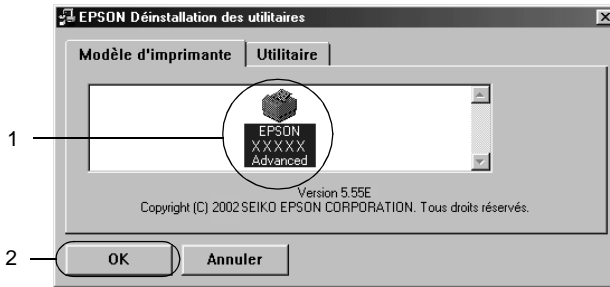 EPSON Désinstallation des utilitaires
Modèle d'imprimante
Utilitaire
1
EPSON
XXXXX
Advanced
Version 5.55E
Copyright (C) 2002 SEIKO EPSON CORPORATION. Tous droits réservés.
2
OK
Annuler